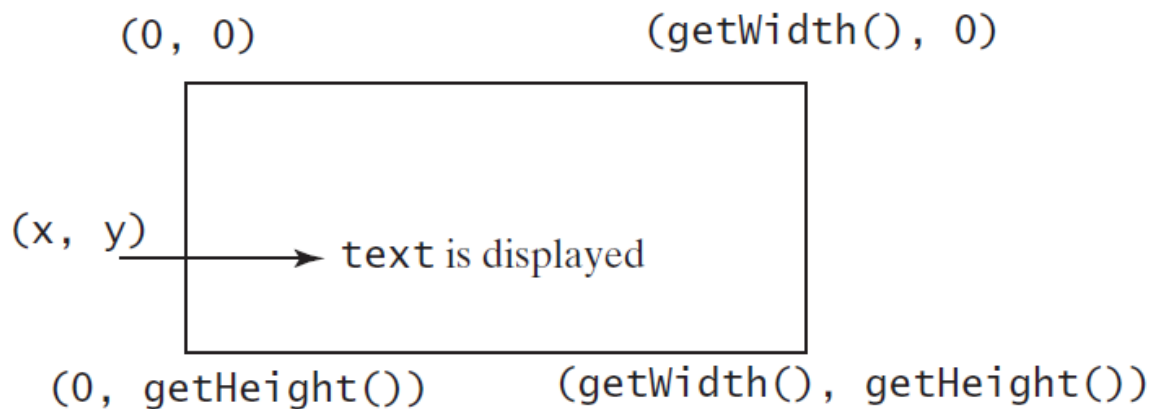 (0, 0)
(getWidth(), 0)
(x, y)
text is displayed
(0, getHeight())
(getWidth(), getHeight())